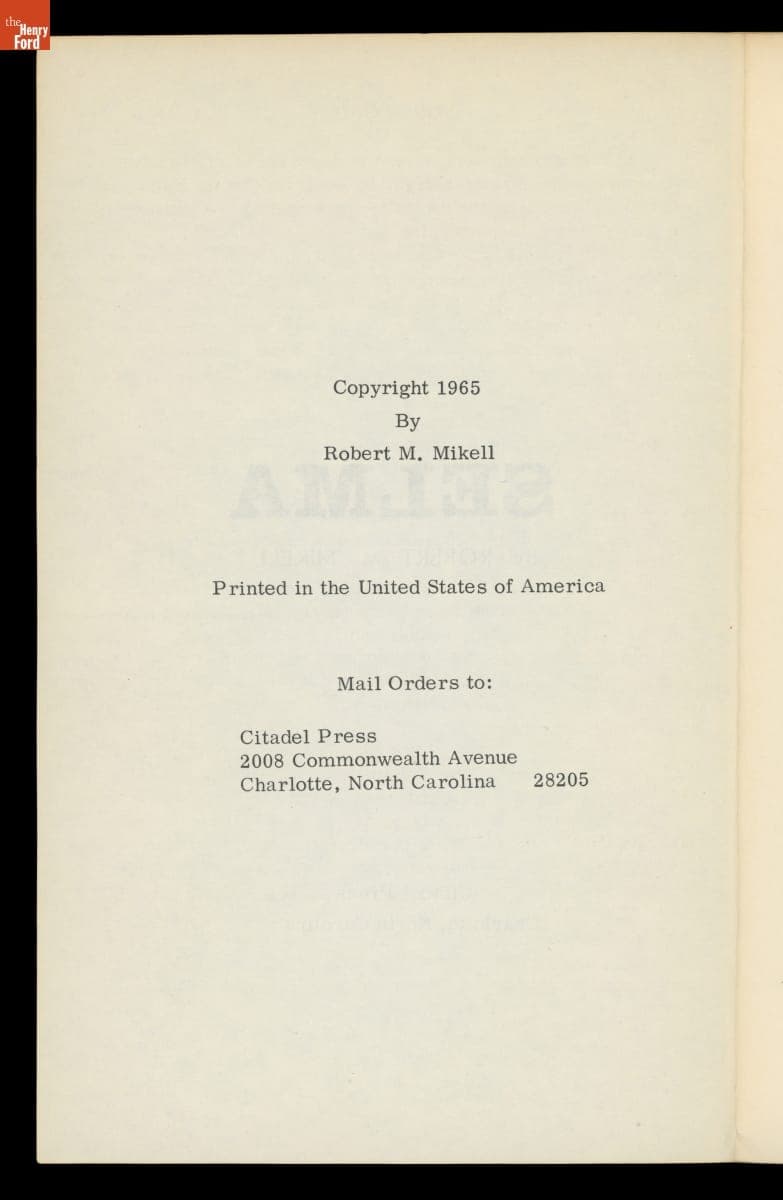 the
Henry
Ford
Copyright 1965
By
Robert M. Mikell
SELMA
Printed in the United States of America
Mail Orders to:
Citadel Press
2008 Commonwealth Avenue
Charlotte, North Carolina 28205